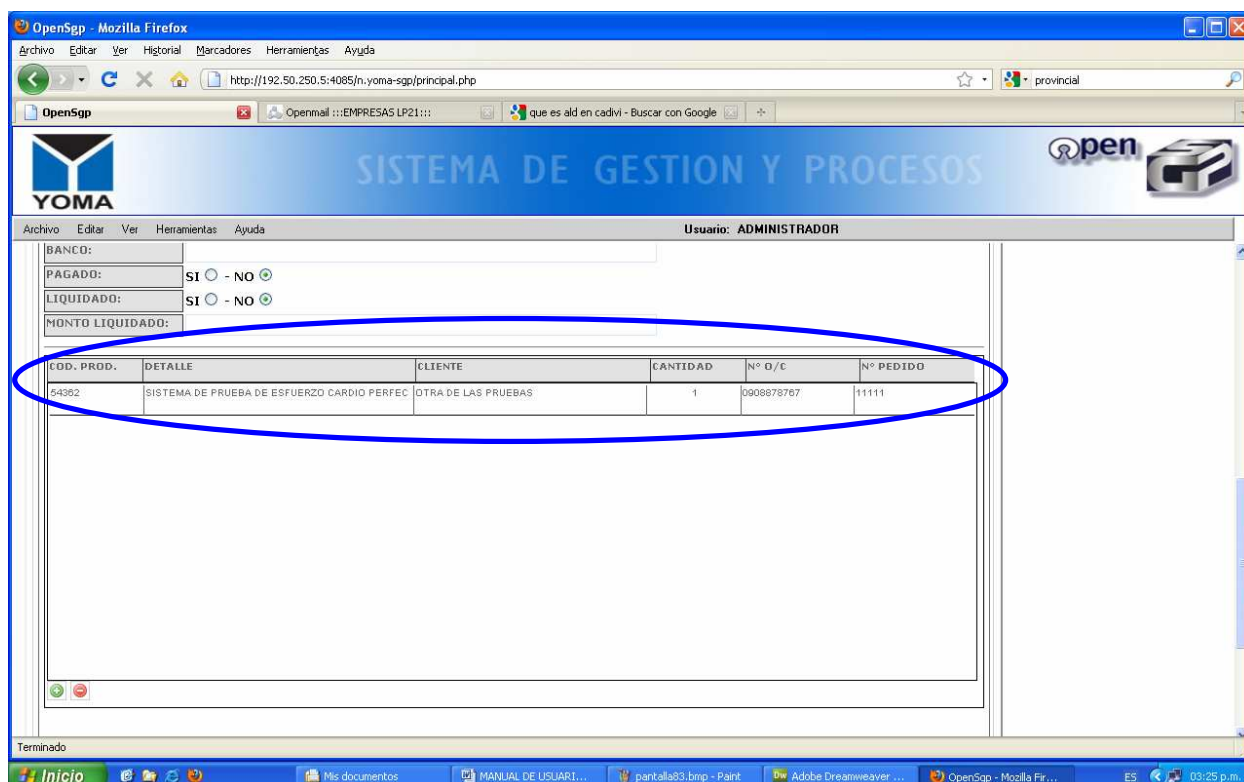 OpenSgp - Mozilla Firefox
Archivo Editar Ver Historial Marcadores Herramientas Ayuda
http://192.50.250.5:4085/n.yoma-sgp/principal.php provincial
OpenSgp Openmail :::EMPRESAS LP21::: que es ald en cadivi - Buscar con Google
YOMA SISTEMA DE GESTION Y PROCESOS open
Archivo Editar Ver Herramientas Ayuda Usuario: ADMINISTRADOR
BANCO:
PAGADO: SI - NO
LIQUIDADO: SI - NO
MONTO LIQUIDADO:
COD. PROD. DETALLE CLIENTE CANTIDAD Nº O/C Nº PEDIDO
54362 SISTEMA DE PRUEBA DE ESFUERZO CARDIO PERFEC OTRA DE LAS PRUEBAS 1 0908878767 11111
Terminado
Inicio Mis documentos MANUAL DE USUARI... pantalla83.bmp - Paint Adobe Dreamweaver ... OpenSgp - Mozilla Fir... ES 03:25 p.m.